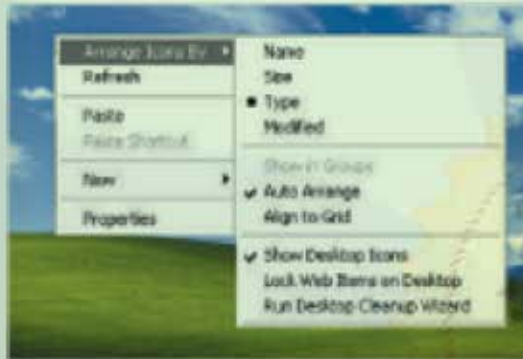 Arrange Icons By
Refresh
Paste
Paste Shortcut
New
Properties
Name
Size
Type
Modified
Show in Groups
Auto Arrange
Align to Grid
Show Desktop Icons
Lock Web Items on Desktop
Run Desktop Cleanup Wizard